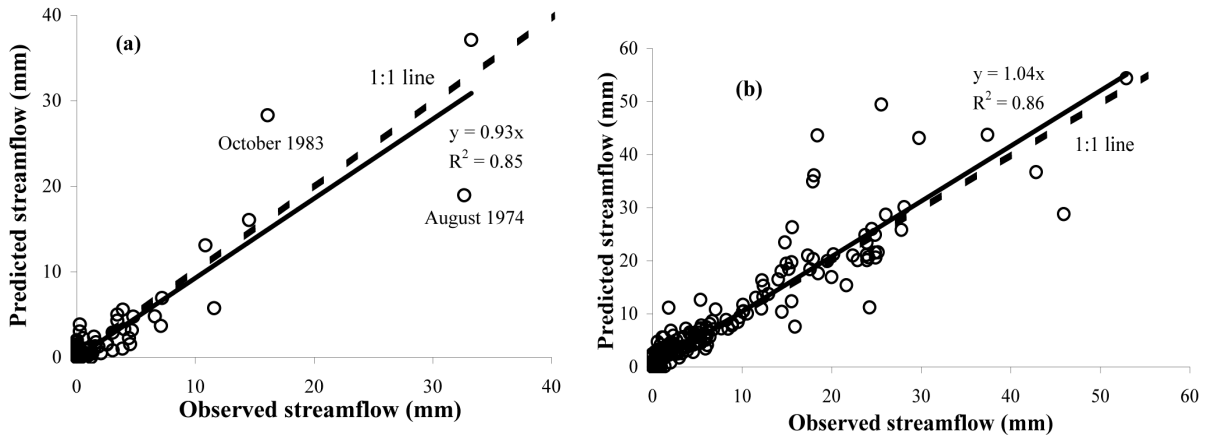 (a)
Predicted streamflow (mm)
40
30
20
10
0
1:1 line
October 1983
y = 0.93x
R² = 0.85
August 1974
0 10 20 30 40
Observed streamflow (mm)
(b)
Predicted streamflow (mm)
60
50
40
30
20
10
0
y = 1.04x
R² = 0.86
1:1 line
0 10 20 30 40 50 60
Observed streamflow (mm)